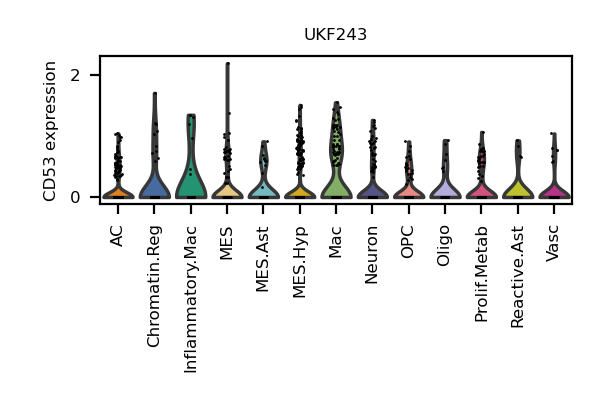 UKF243
CD53 expression
2
0
AC
Chromatin.Reg
Inflammatory.Mac
MES
MES.Ast
MES.Hyp
Mac
Neuron
OPC
Oligo
Prolif.Metab
Reactive.Ast
Vasc